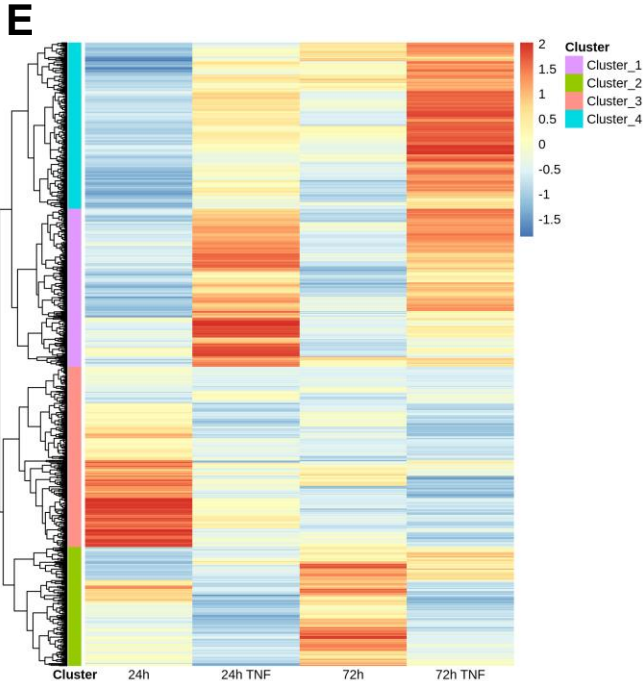 E
2
1.5
1
0.5
0
-0.5
-1
-1.5
Cluster
Cluster_1
Cluster_2
Cluster_3
Cluster_4
Cluster 24h 24h TNF 72h 72h TNF